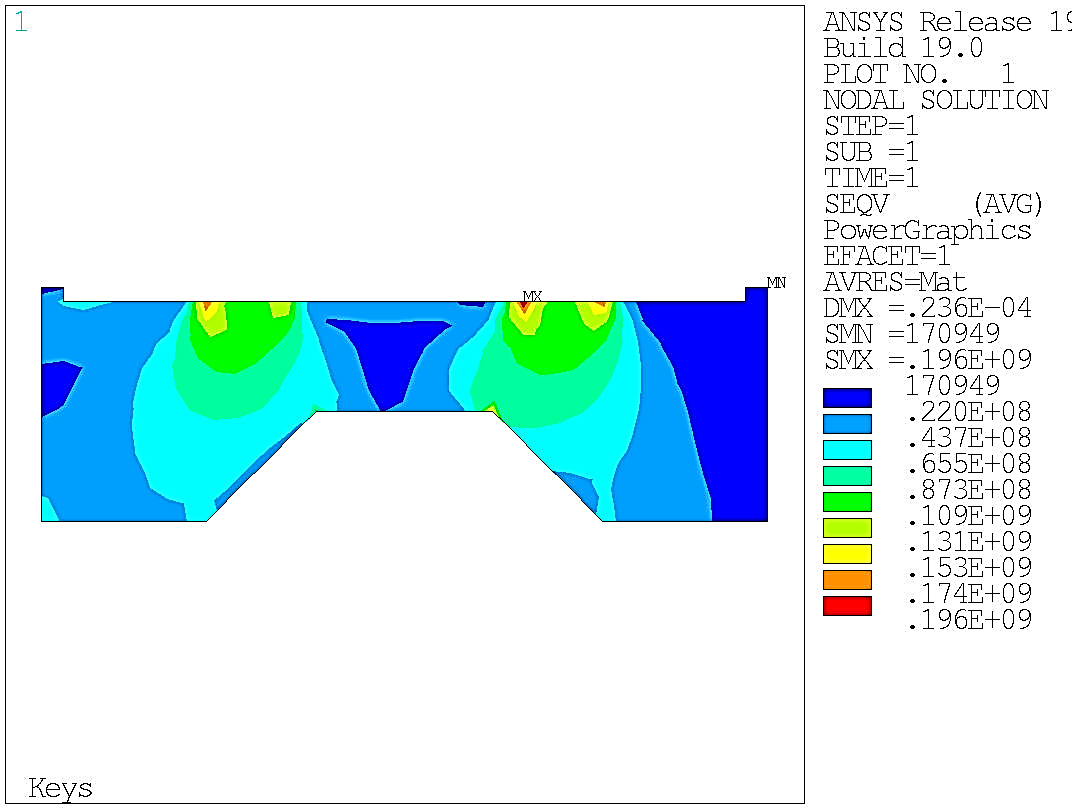 1
ANSYS Release 19
Build 19.0
PLOT NO. 1
NODAL SOLUTION
STEP=1
SUB =1
TIME=1
SEQV (AVG)
PowerGraphics
EFACET=1
AVRES=Mat
DMX =.236E-04
SMN =170949
SMX =.196E+09
170949
.220E+08
.437E+08
.655E+08
.873E+08
.109E+09
.131E+09
.153E+09
.174E+09
.196E+09
MN
MX
Keys